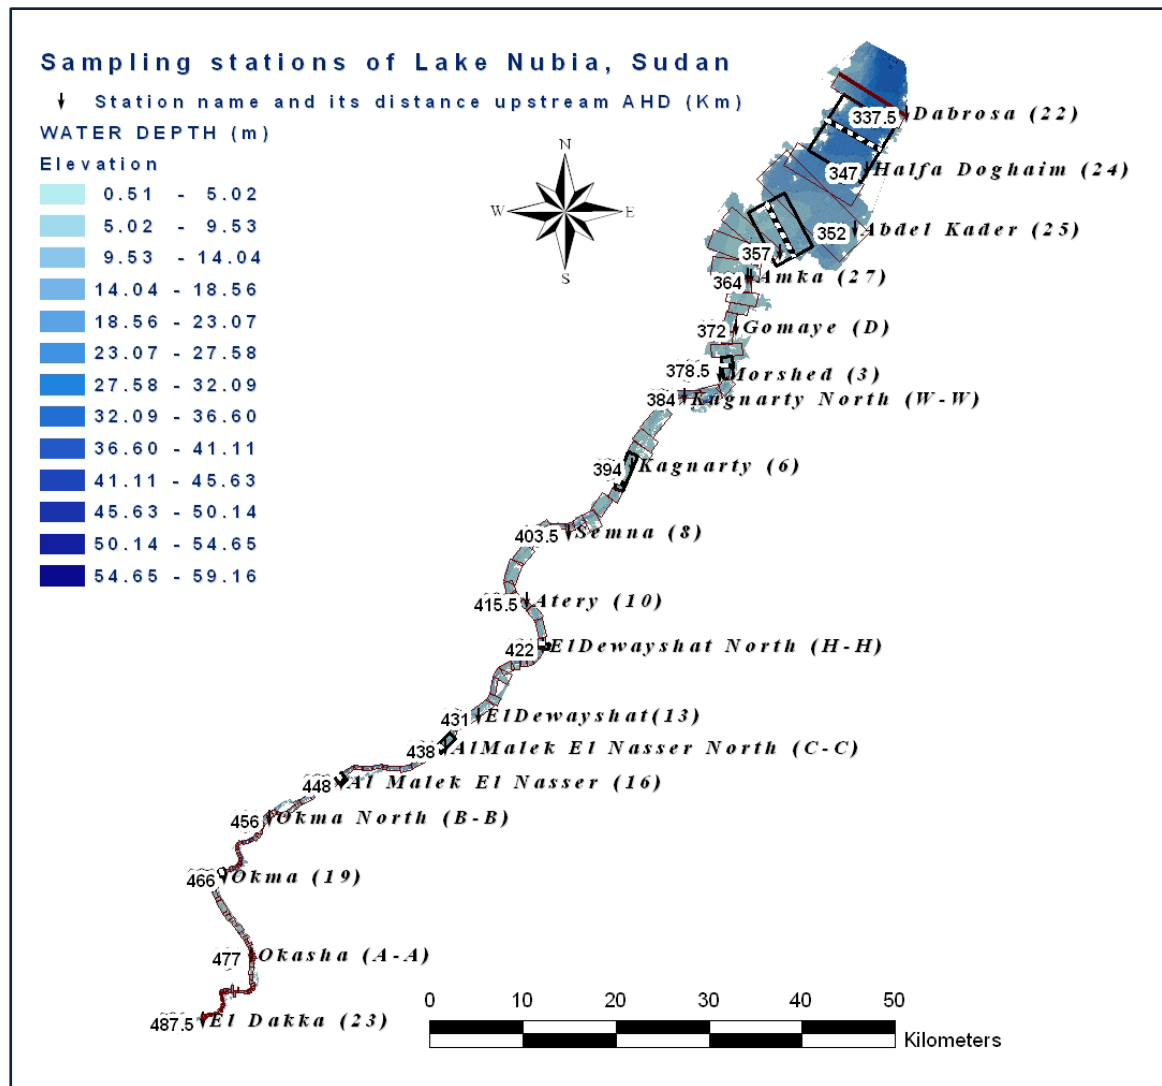 Sampling stations of Lake Nubia, Sudan
Station name and its distance upstream AHD (Km)
WATER DEPTH (m)
Elevation
0.51 - 5.02
5.02 - 9.53
9.53 - 14.04
14.04 - 18.56
18.56 - 23.07
23.07 - 27.58
27.58 - 32.09
32.09 - 36.60
36.60 - 41.11
41.11 - 45.63
45.63 - 50.14
50.14 - 54.65
54.65 - 59.16
N
W E
S
337.5 Dabrosa (22)
347 Halfa Doghaim (24)
352 Abdel Kader (25)
357
364 Amka (27)
372 Gomaye (D)
378.5 Morshed (3)
384 Kagnarty North (W-W)
394 Kagnarty (6)
403.5 Semna (8)
415.5 Atery (10)
422 ElDewayshat North (H-H)
431 ElDewayshat(13)
438 AlMalek El Nasser North (C-C)
448 Al Malek El Nasser (16)
456 Okma North (B-B)
466 Okma (19)
477 Okasha (A-A)
487.5 El Dakka (23)
0 10 20 30 40 50
Kilometers